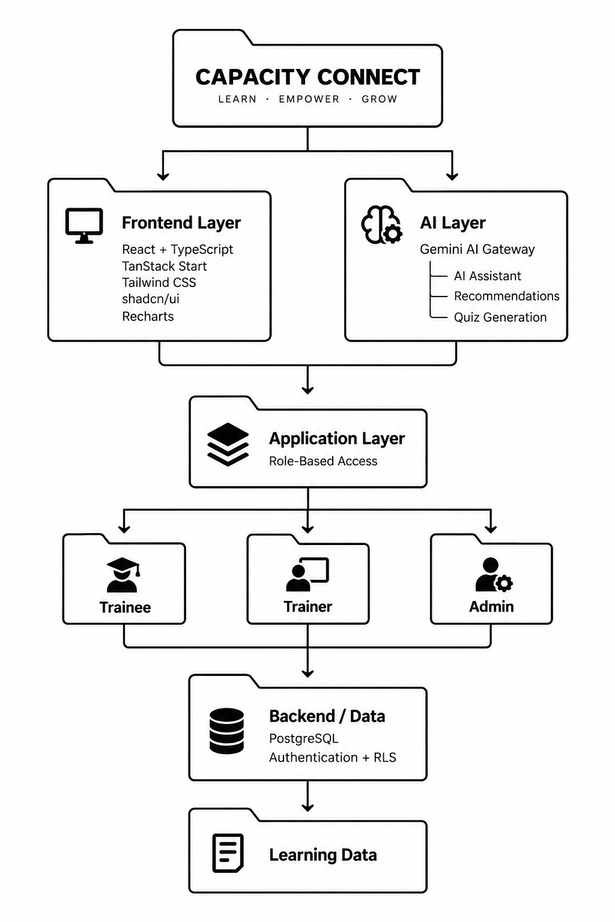 CAPACITY CONNECT
LEARN · EMPOWER · GROW
Frontend Layer
React + TypeScript
TanStack Start
Tailwind CSS
shadcn/ui
Recharts
AI Layer
Gemini AI Gateway
AI Assistant
Recommendations
Quiz Generation
Application Layer
Role-Based Access
Trainee
Trainer
Admin
Backend / Data
PostgreSQL
Authentication + RLS
Learning Data